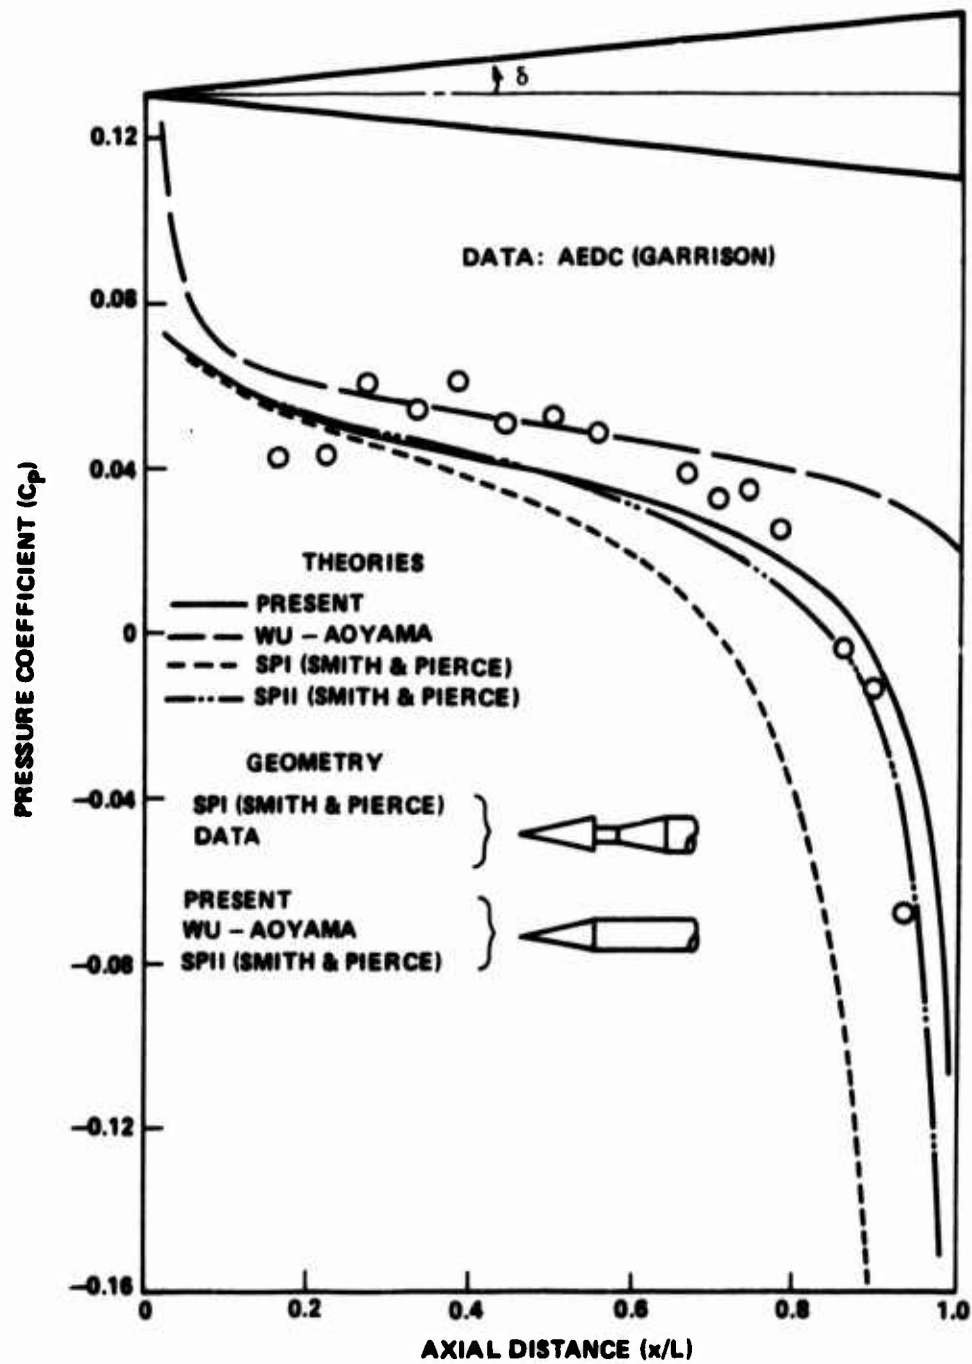 δ
0.12
DATA: AEDC (GARRISON)
0.08
0.04
THEORIES
PRESENT
0
WU – AOYAMA
SPI (SMITH & PIERCE)
SPII (SMITH & PIERCE)
GEOMETRY
–0.04
SPI (SMITH & PIERCE)
DATA
PRESENT
WU – AOYAMA
SPII (SMITH & PIERCE)
–0.08
–0.12
–0.16
PRESSURE COEFFICIENT (Cp)
0 0.2 0.4 0.6 0.8 1.0
AXIAL DISTANCE (x/L)